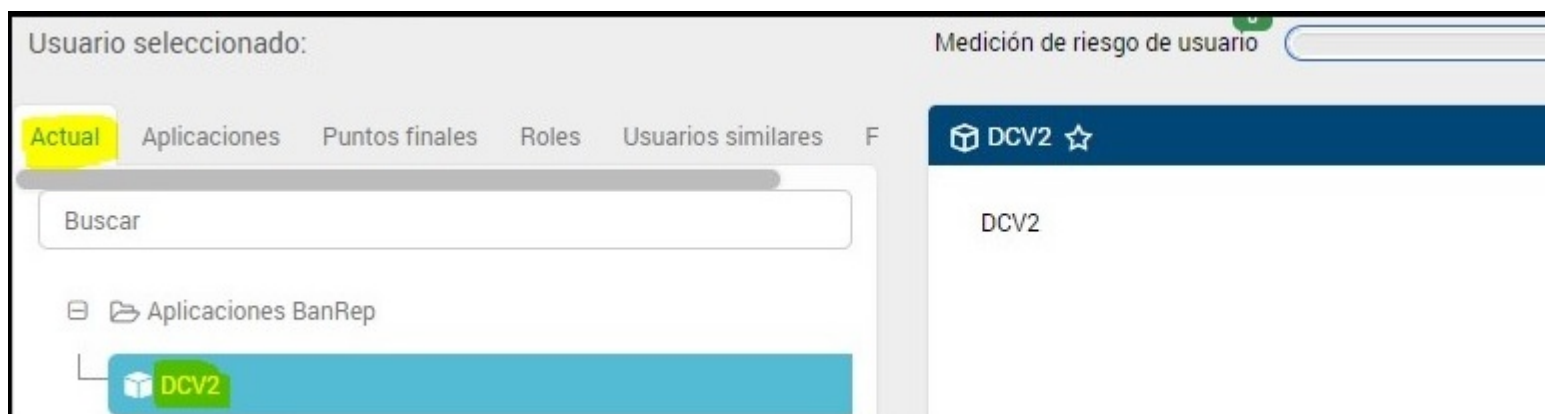 Usuario seleccionado:
Medición de riesgo de usuario
Actual Aplicaciones Puntos finales Roles Usuarios similares F
DCV2
Buscar
DCV2
Aplicaciones BanRep
DCV2